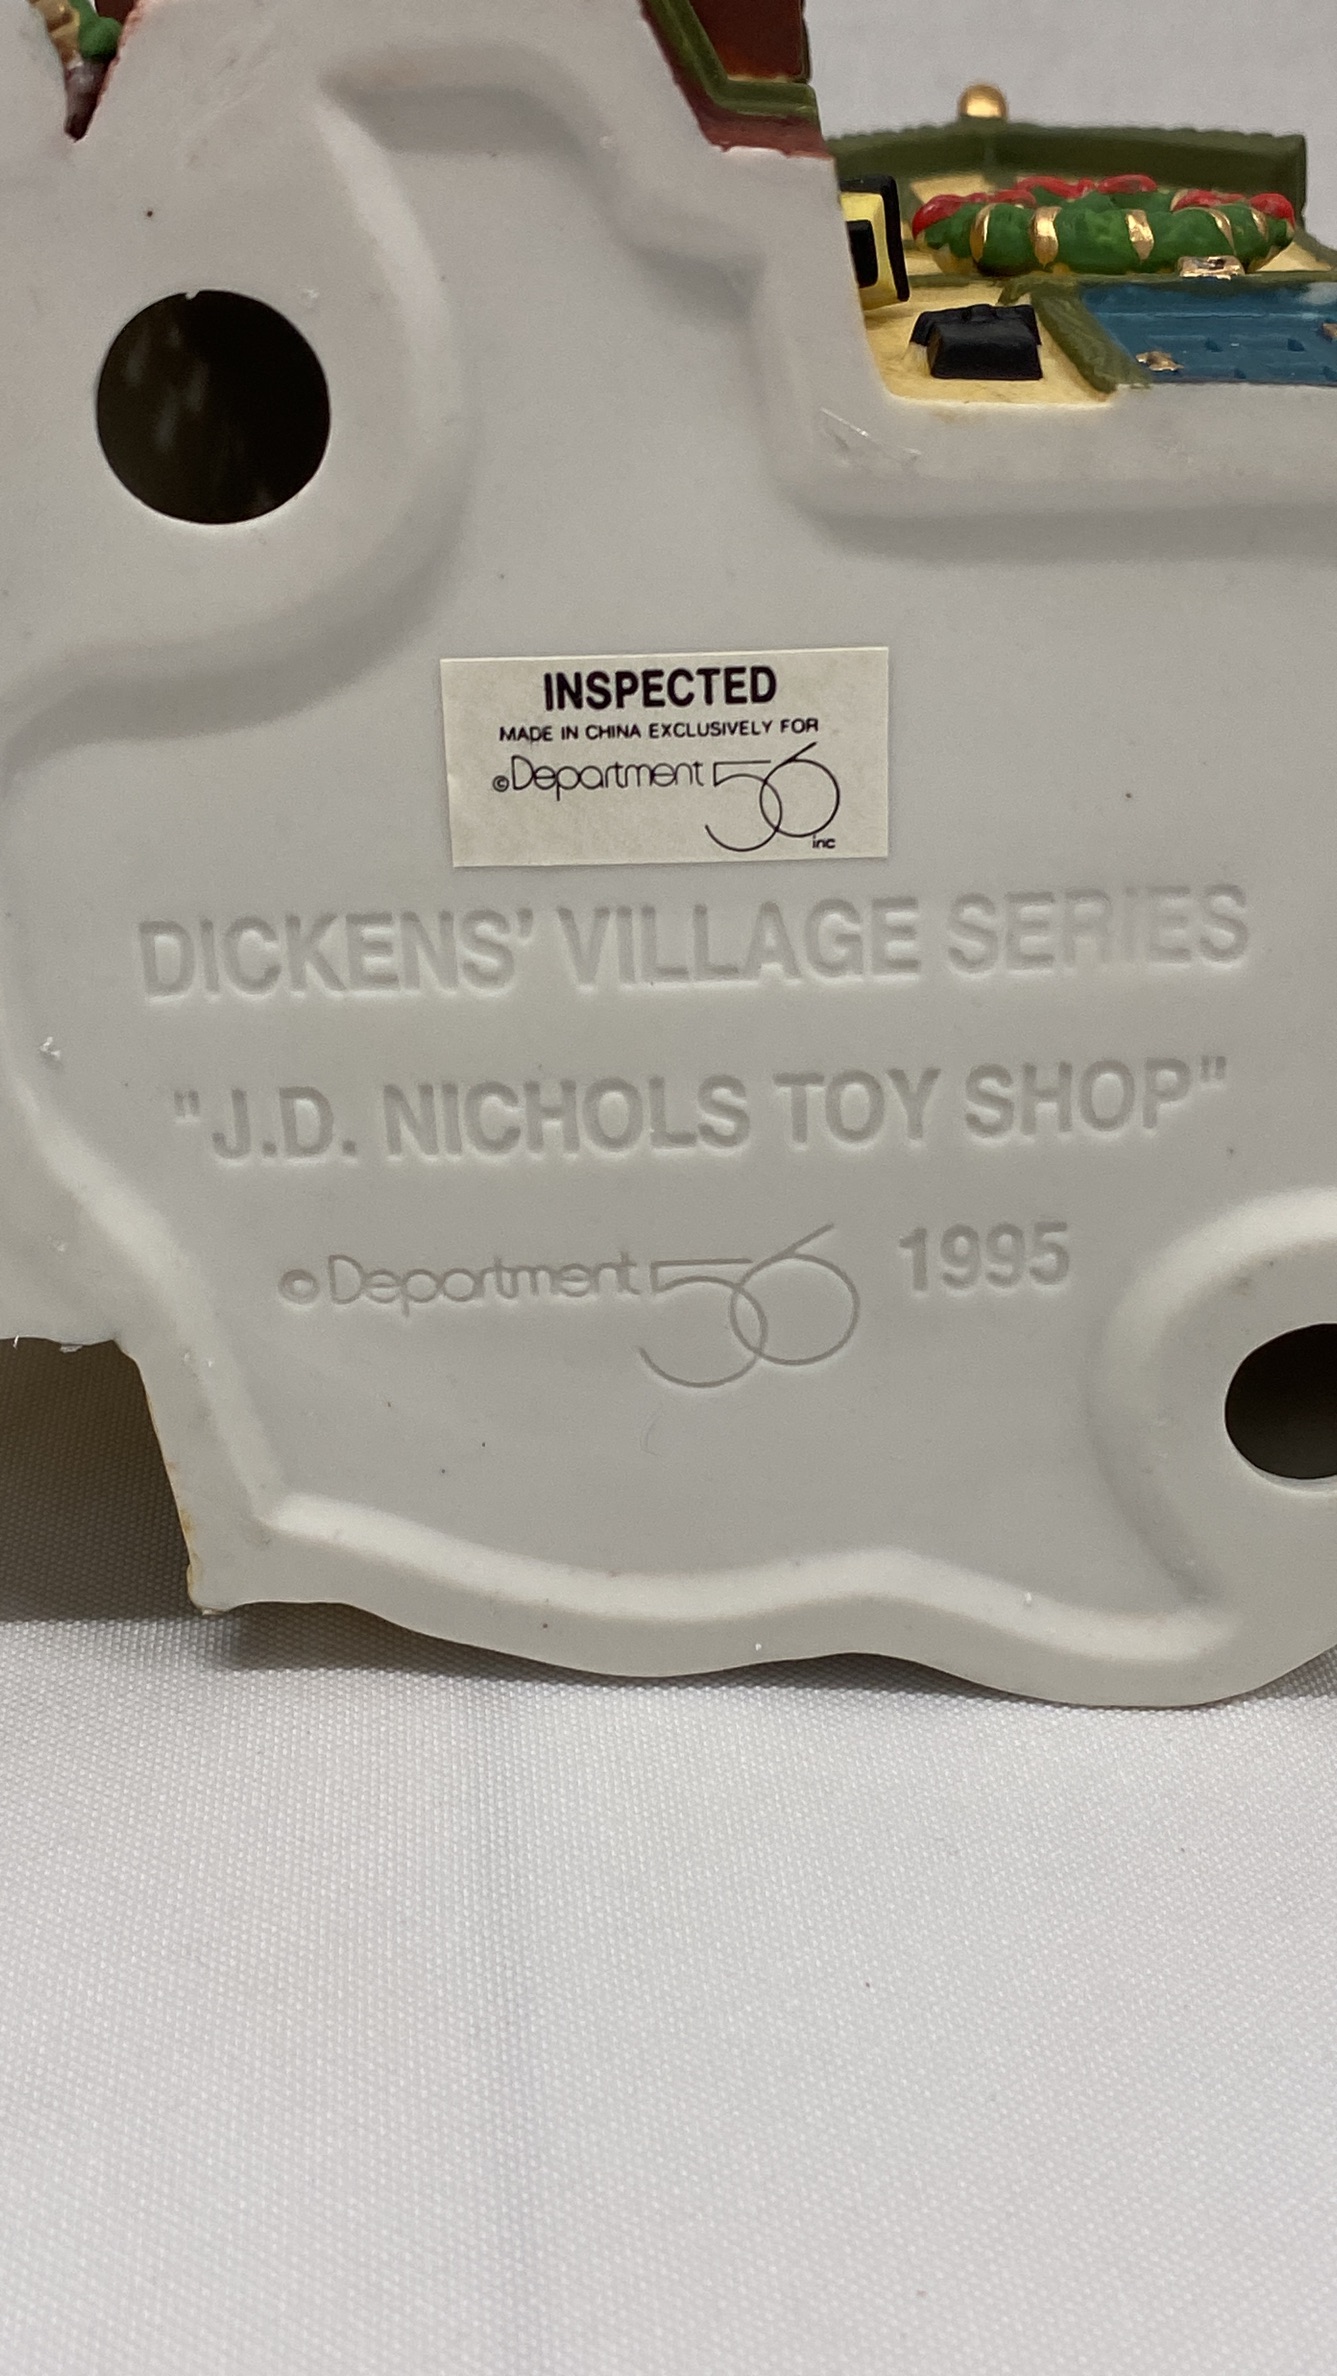 INSPECTED
MADE IN CHINA EXCLUSIVELY FOR
©Department 56
inc
DICKENS' VILLAGE SERIES
"J.D. NICHOLS TOY SHOP"
©Department 56 1995